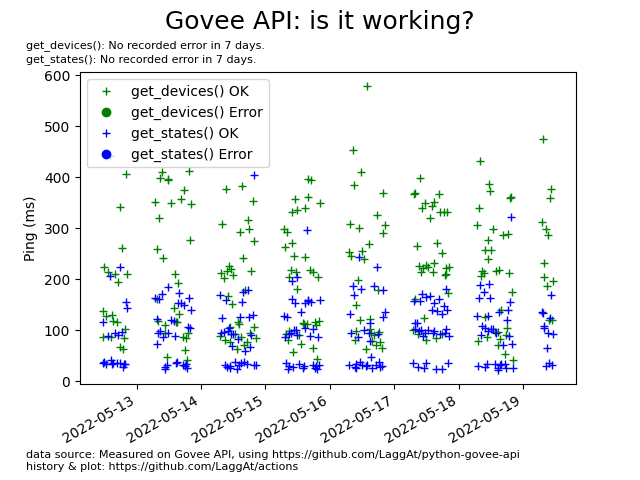 Govee API: is it working?
get_devices(): No recorded error in 7 days.
get_states(): No recorded error in 7 days.
600
500
400
300
200
100
0
Ping (ms)
get_devices() OK
get_devices() Error
get_states() OK
get_states() Error
2022-05-13
2022-05-14
2022-05-15
2022-05-16
2022-05-17
2022-05-18
2022-05-19
data source: Measured on Govee API, using https://github.com/LaggAt/python-govee-api
history & plot: https://github.com/LaggAt/actions